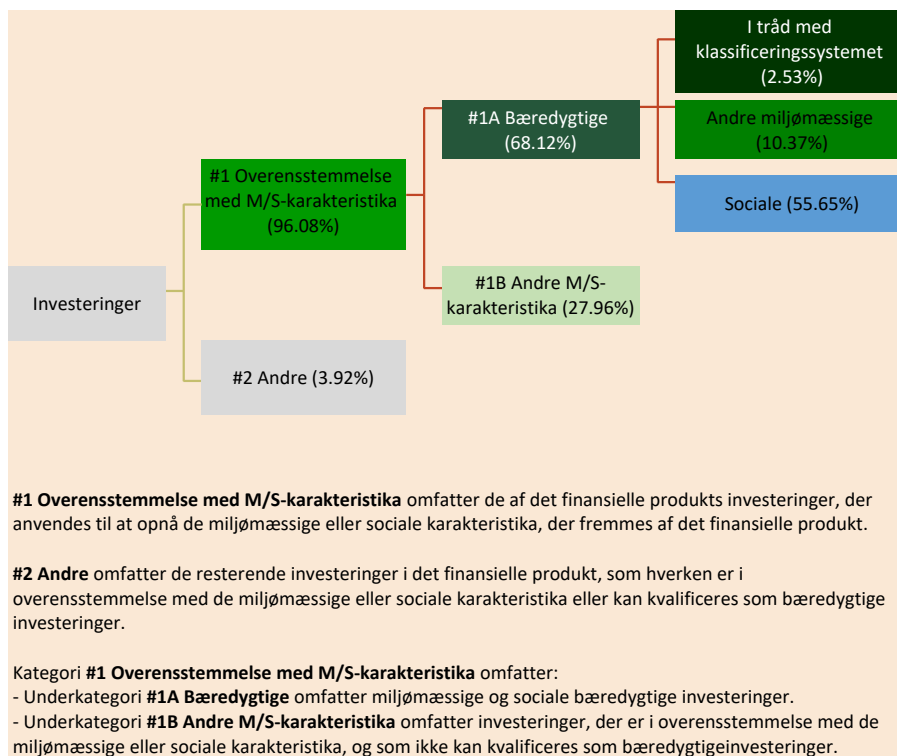 I tråd med
klassificeringssystemet
(2.53%)
#1A Bæredygtige
(68.12%)
Andre miljømæssige
(10.37%)
#1 Overensstemmelse
med M/S-karakteristika
(96.08%)
Sociale (55.65%)
#1B Andre M/S-
karakteristika (27.96%)
Investeringer
#2 Andre (3.92%)
#1 Overensstemmelse med M/S-karakteristika omfatter de af det finansielle produkts investeringer, der
anvendes til at opnå de miljømæssige eller sociale karakteristika, der fremmes af det finansielle produkt.
#2 Andre omfatter de resterende investeringer i det finansielle produkt, som hverken er i
overensstemmelse med de miljømæssige eller sociale karakteristika eller kan kvalificeres som bæredygtige
investeringer.
Kategori #1 Overensstemmelse med M/S-karakteristika omfatter:
- Underkategori #1A Bæredygtige omfatter miljømæssige og sociale bæredygtige investeringer.
- Underkategori #1B Andre M/S-karakteristika omfatter investeringer, der er i overensstemmelse med de
miljømæssige eller sociale karakteristika, og som ikke kan kvalificeres som bæredygtigeinvesteringer.